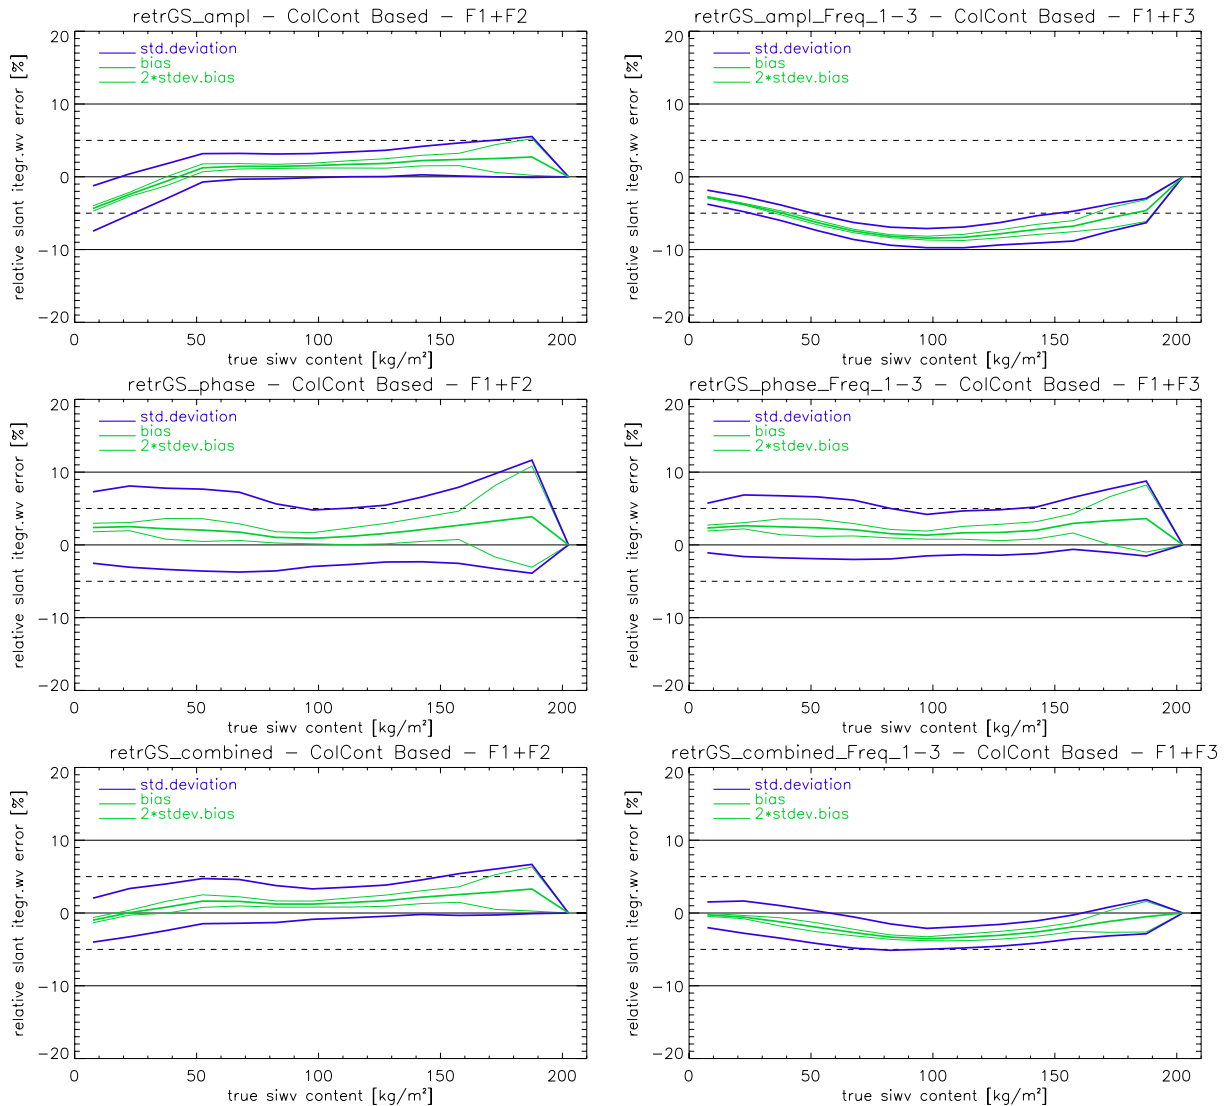 retrGS_ampl – ColCont Based – F1+F2
relative slant itegr.wv error [%]
20
10
0
−10
−20
std.deviation
bias
2*stdev.bias
0 50 100 150 200
true siwv content [kg/m²]
retrGS_ampl_Freq_1−3 – ColCont Based – F1+F3
relative slant itegr.wv error [%]
20
10
0
−10
−20
std.deviation
bias
2*stdev.bias
0 50 100 150 200
true siwv content [kg/m²]
retrGS_phase – ColCont Based – F1+F2
relative slant itegr.wv error [%]
20
10
0
−10
−20
std.deviation
bias
2*stdev.bias
0 50 100 150 200
true siwv content [kg/m²]
retrGS_phase_Freq_1−3 – ColCont Based – F1+F3
relative slant itegr.wv error [%]
20
10
0
−10
−20
std.deviation
bias
2*stdev.bias
0 50 100 150 200
true siwv content [kg/m²]
retrGS_combined – ColCont Based – F1+F2
relative slant itegr.wv error [%]
20
10
0
−10
−20
std.deviation
bias
2*stdev.bias
0 50 100 150 200
true siwv content [kg/m²]
retrGS_combined_Freq_1−3 – ColCont Based – F1+F3
relative slant itegr.wv error [%]
20
10
0
−10
−20
std.deviation
bias
2*stdev.bias
0 50 100 150 200
true siwv content [kg/m²]